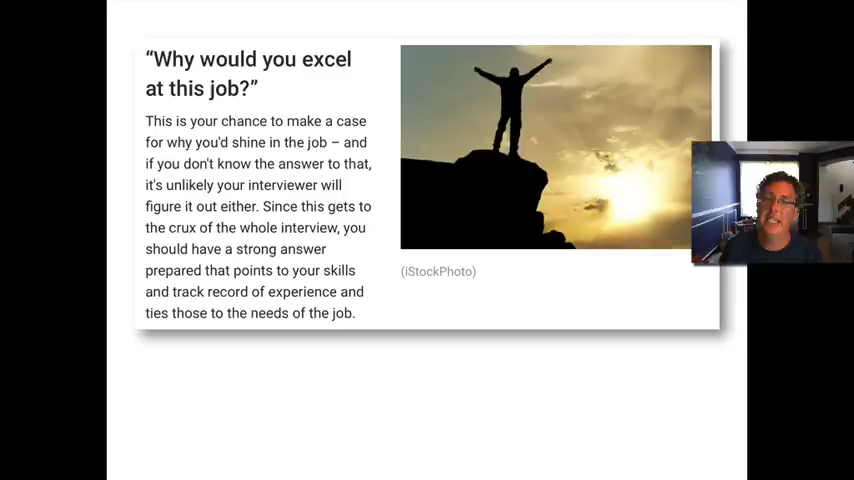 “Why would you excel
at this job?”
This is your chance to make a case
for why you'd shine in the job – and
if you don't know the answer to that,
it's unlikely your interviewer will
figure it out either. Since this gets to
the crux of the whole interview, you
should have a strong answer
prepared that points to your skills
and track record of experience and
ties those to the needs of the job.
(iStockPhoto)